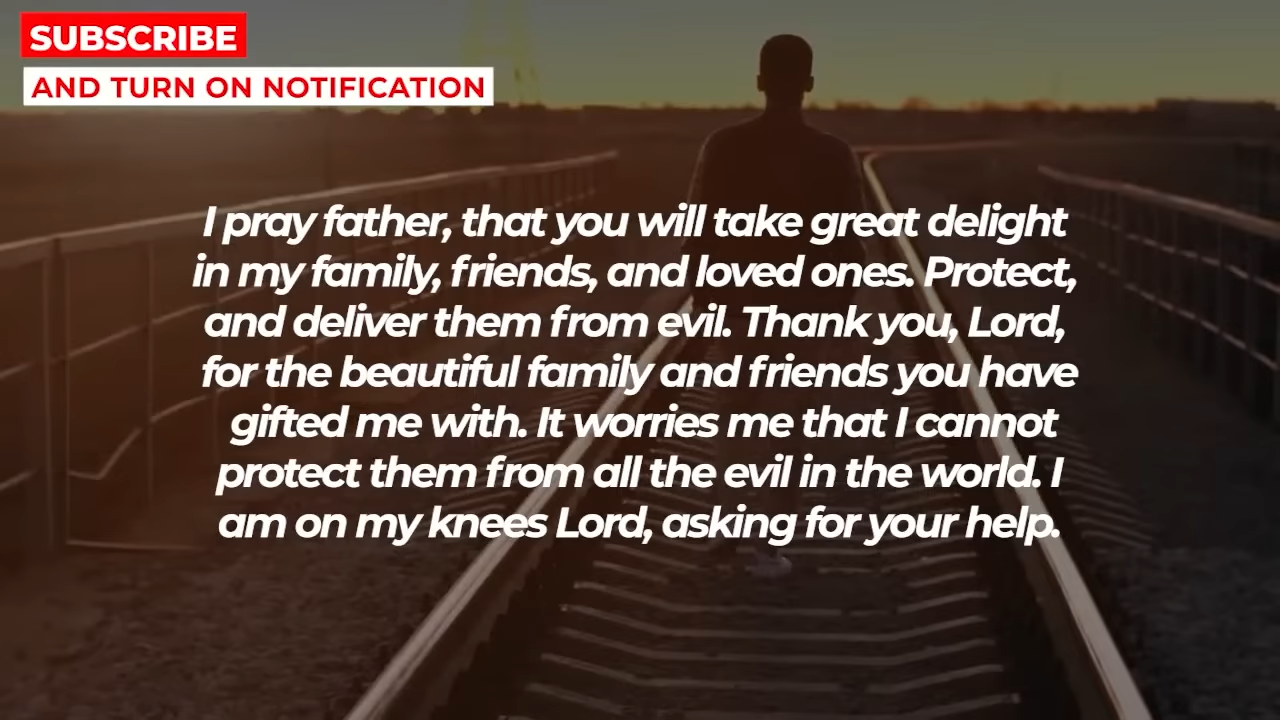 SUBSCRIBE
AND TURN ON NOTIFICATION
I pray father, that you will take great delight
in my family, friends, and loved ones. Protect,
and deliver them from evil. Thank you, Lord,
for the beautiful family and friends you have
gifted me with. It worries me that I cannot
protect them from all the evil in the world. I
am on my knees Lord, asking for your help.